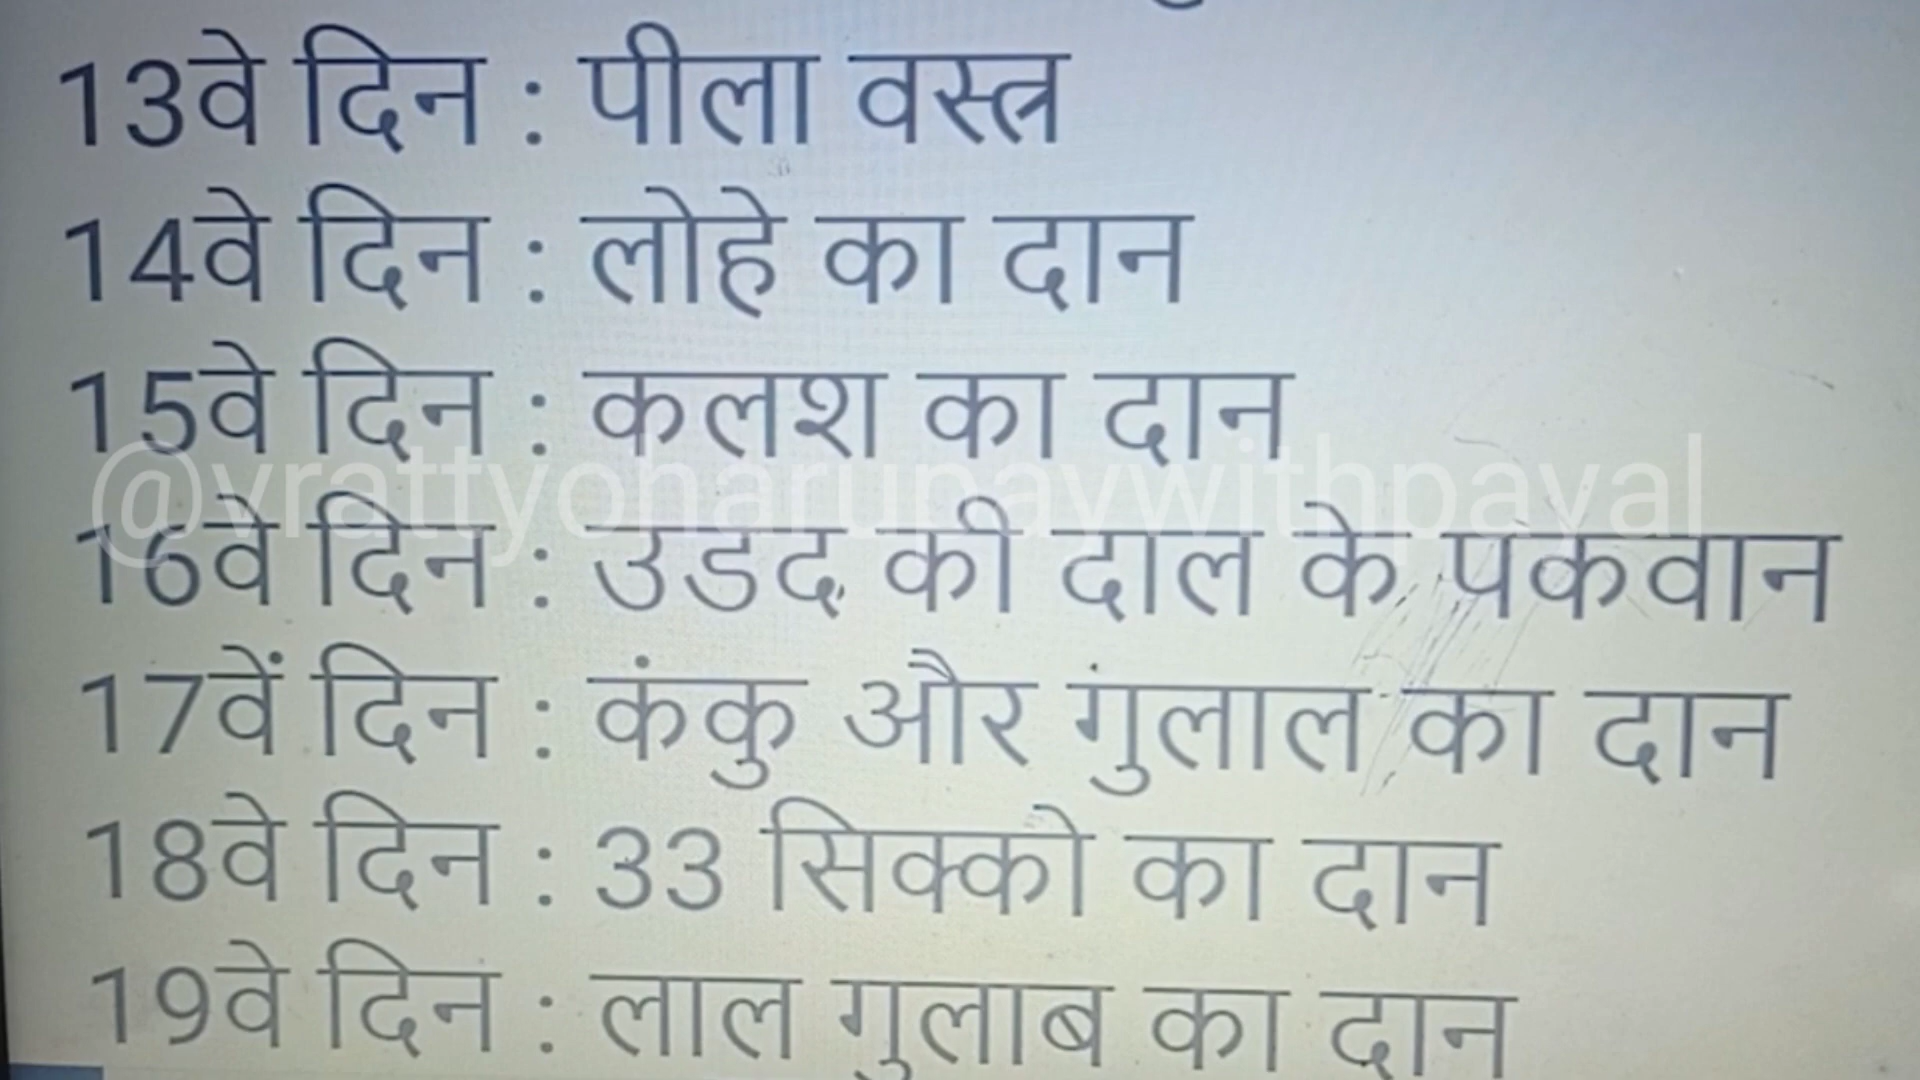 13वे दिन : पीला वस्त्र
14वे दिन : लोहे का दान
15वे दिन : कलश का दान
@vrattyoharupaywithpayal
16वे दिन : उडद की दाल के पकवान
17वें दिन : कंकु और गुलाल का दान
18वे दिन : 33 सिक्को का दान
19वे दिन : लाल गुलाब का दान